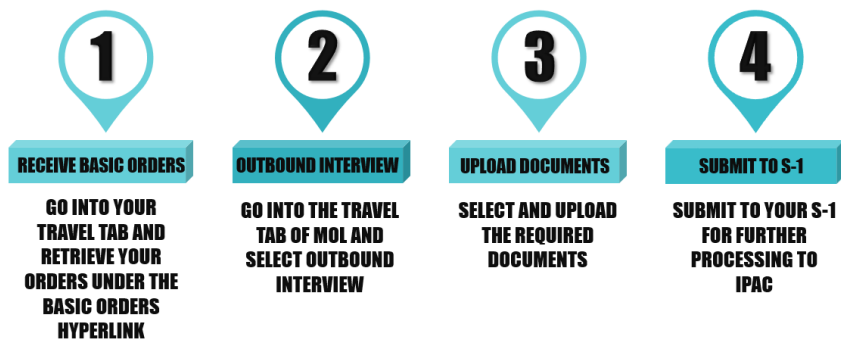 1
RECEIVE BASIC ORDERS
GO INTO YOUR
TRAVEL TAB AND
RETRIEVE YOUR
ORDERS UNDER THE
BASIC ORDERS
HYPERLINK
2
OUTBOUND INTERVIEW
GO INTO THE TRAVEL
TAB OF MOL AND
SELECT OUTBOUND
INTERVIEW
3
UPLOAD DOCUMENTS
SELECT AND UPLOAD
THE REQUIRED
DOCUMENTS
4
SUBMIT TO S-1
SUBMIT TO YOUR S-1
FOR FURTHER
PROCESSING TO
IPAC